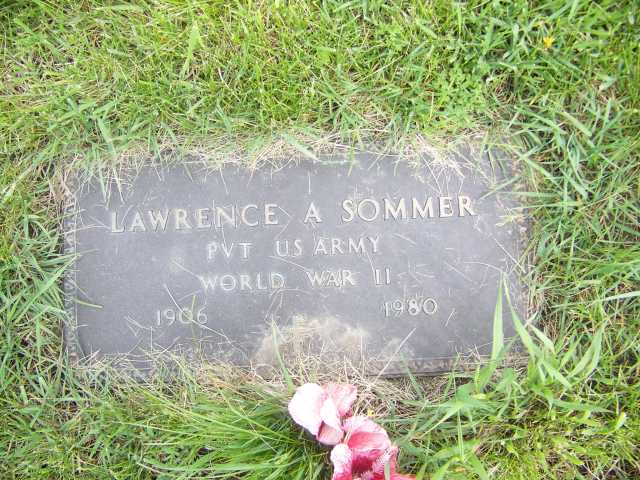 LAWRENCE A SOMMER
PVT US ARMY
WORLD WAR II
1906 1980